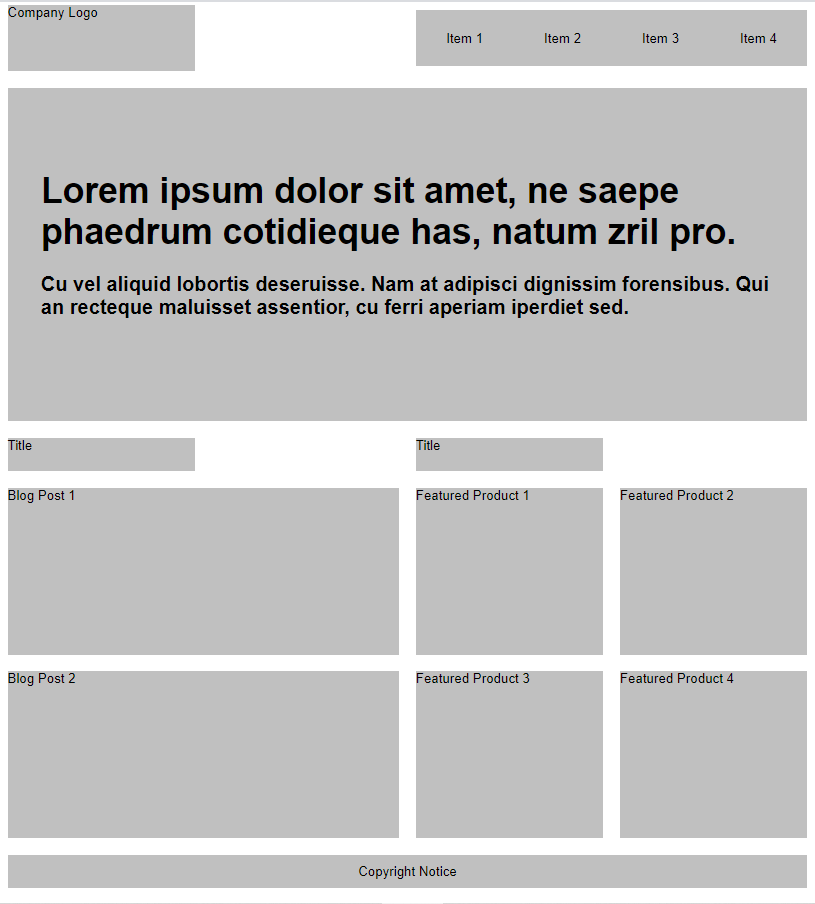 Company Logo
Item 1 Item 2 Item 3 Item 4
Lorem ipsum dolor sit amet, ne saepe
phaedrum cotidieque has, natum zril pro.
Cu vel aliquid lobortis deseruisse. Nam at adipisci dignissim forensibus. Qui
an recteque maluisset assentior, cu ferri aperiam iperdiet sed.
Title
Title
Blog Post 1
Featured Product 1
Featured Product 2
Blog Post 2
Featured Product 3
Featured Product 4
Copyright Notice